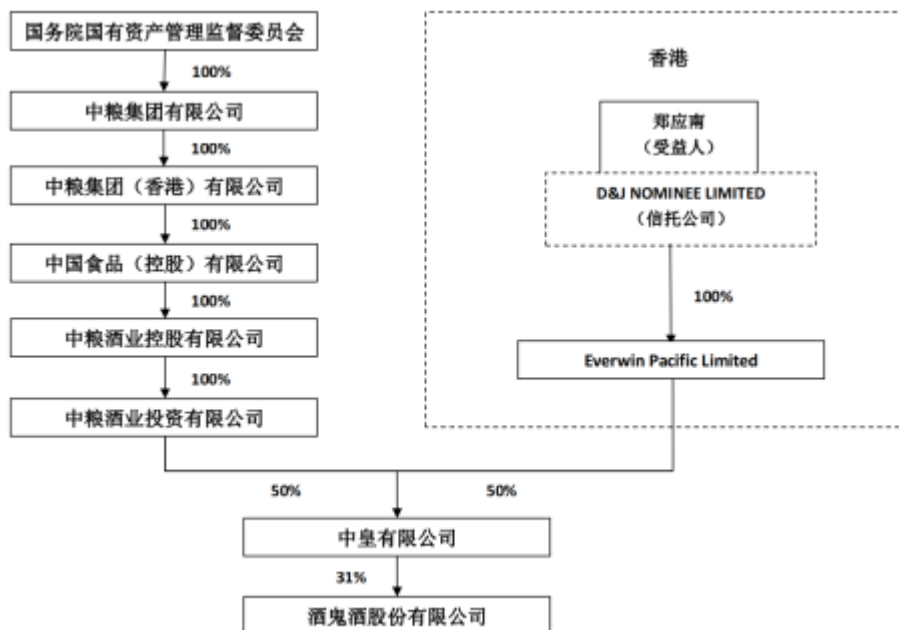 国务院国有资产管理监督委员会
100%
中粮集团有限公司
100%
中粮集团（香港）有限公司
100%
中国食品（控股）有限公司
100%
中粮酒业控股有限公司
100%
中粮酒业投资有限公司
香港
郑应南
（受益人）
D&J NOMINEE LIMITED
（信托公司）
100%
Everwin Pacific Limited
50%
50%
中皇有限公司
31%
酒鬼酒股份有限公司